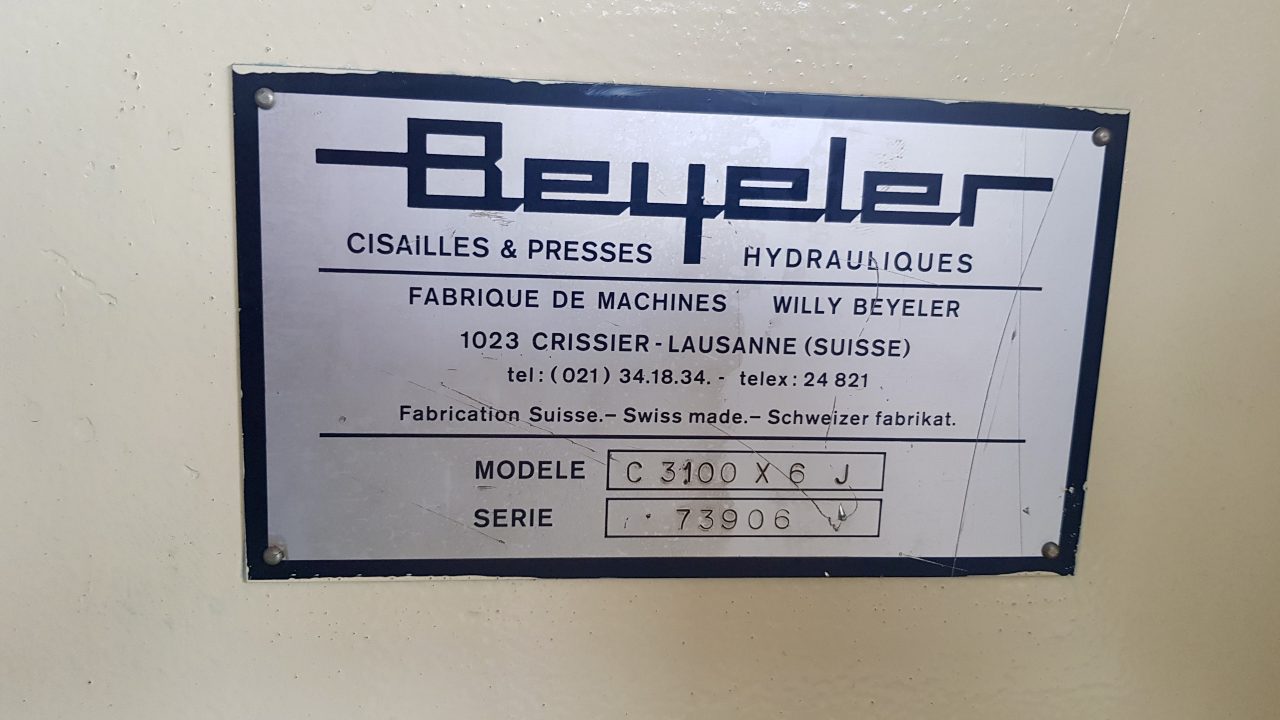 Beyeler
CISAILLES & PRESSES HYDRAULIQUES
FABRIQUE DE MACHINES WILLY BEYELER
1023 CRISSIER - LAUSANNE (SUISSE)
tel : (021) 34.18.34. - telex : 24 821
Fabrication Suisse.– Swiss made.– Schweizer fabrikat.
MODELE C 3100 X 6 J
SERIE 73906